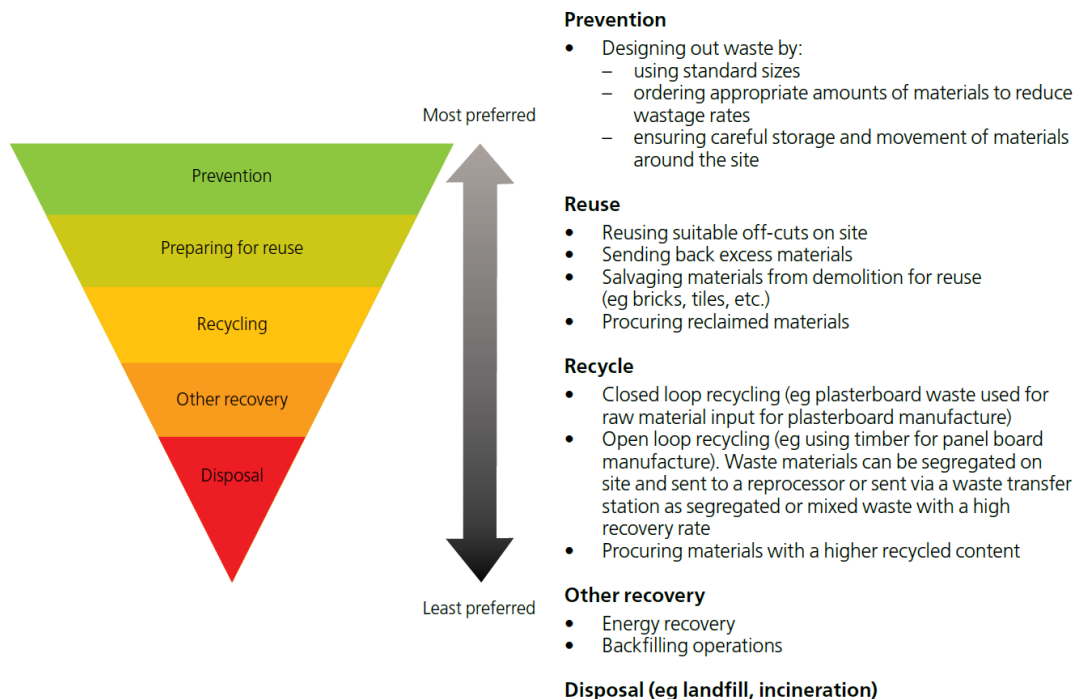 Most preferred
Prevention
Preparing for reuse
Recycling
Other recovery
Disposal
Least preferred
Prevention
• Designing out waste by:
– using standard sizes
– ordering appropriate amounts of materials to reduce
wastage rates
– ensuring careful storage and movement of materials
around the site
Reuse
• Reusing suitable off-cuts on site
• Sending back excess materials
• Salvaging materials from demolition for reuse
(eg bricks, tiles, etc.)
• Procuring reclaimed materials
Recycle
• Closed loop recycling (eg plasterboard waste used for
raw material input for plasterboard manufacture)
• Open loop recycling (eg using timber for panel board
manufacture). Waste materials can be segregated on
site and sent to a reprocessor or sent via a waste transfer
station as segregated or mixed waste with a high
recovery rate
• Procuring materials with a higher recycled content
Other recovery
• Energy recovery
• Backfilling operations
Disposal (eg landfill, incineration)